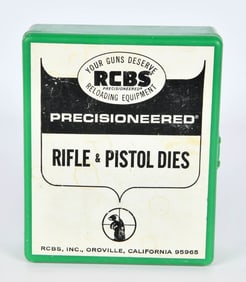 YOUR GUNS DESERVE
RCBS
PRECISIONEERED®
RELOADING EQUIPMENT
PRECISIONEERED®
RIFLE & PISTOL DIES
RCBS, INC., OROVILLE, CALIFORNIA 95965